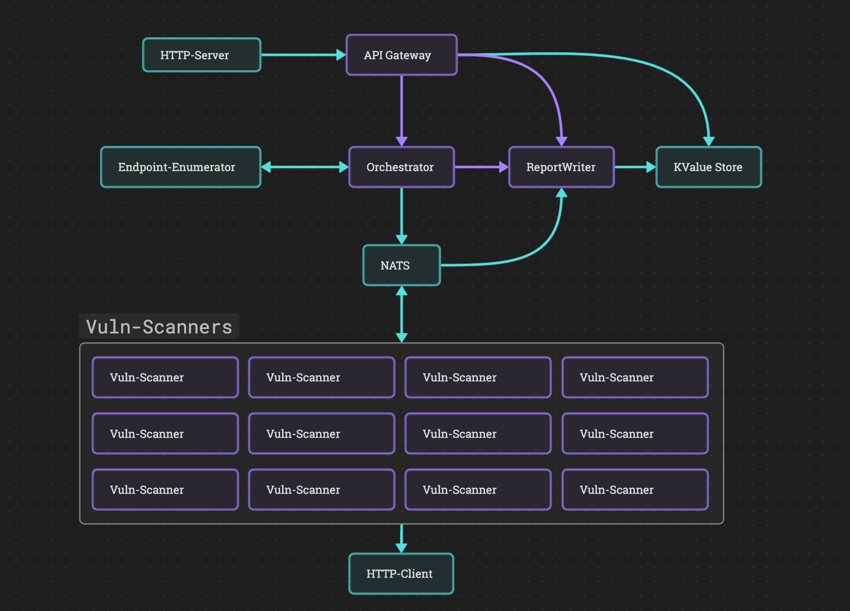 HTTP-Server
API Gateway
Endpoint-Enumerator
Orchestrator
ReportWriter
KValue Store
NATS
Vuln-Scanners
Vuln-Scanner
Vuln-Scanner
Vuln-Scanner
Vuln-Scanner
Vuln-Scanner
Vuln-Scanner
Vuln-Scanner
Vuln-Scanner
Vuln-Scanner
Vuln-Scanner
Vuln-Scanner
Vuln-Scanner
HTTP-Client